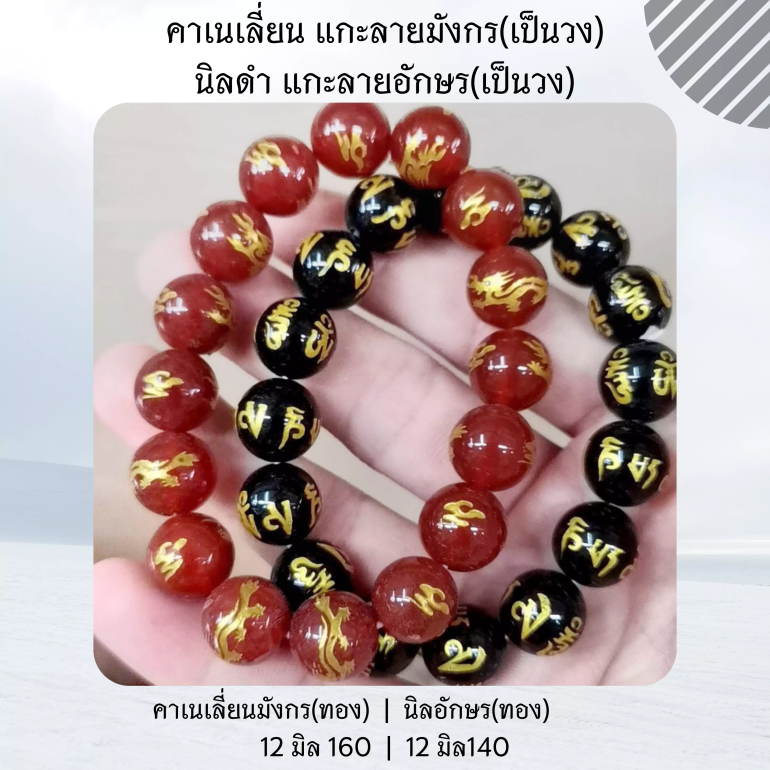 คาเนเลี่ยน แกะลายมังกร(เป็นวง)
นิลดำ แกะลายอักษร(เป็นวง)
คาเนเลี่ยนมังกร(ทอง) | นิลอักษร(ทอง)
12 มิล 160 | 12 มิล140